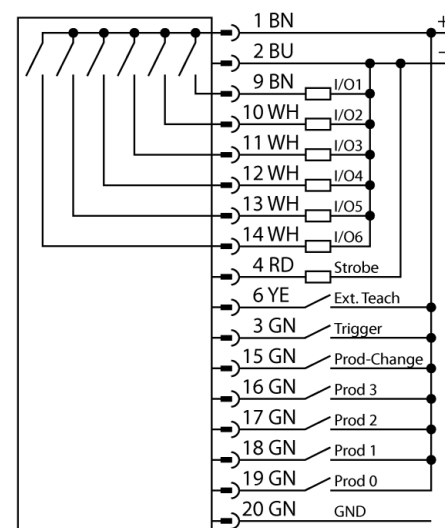 1 BN +
2 BU –
9 BN I/O1
10 WH I/O2
11 WH I/O3
12 WH I/O4
13 WH I/O5
14 WH I/O6
4 RD Strobe
6 YE Ext. Teach
3 GN Trigger
15 GN Prod-Change
16 GN Prod 3
17 GN Prod 2
18 GN Prod 1
19 GN Prod 0
20 GN GND